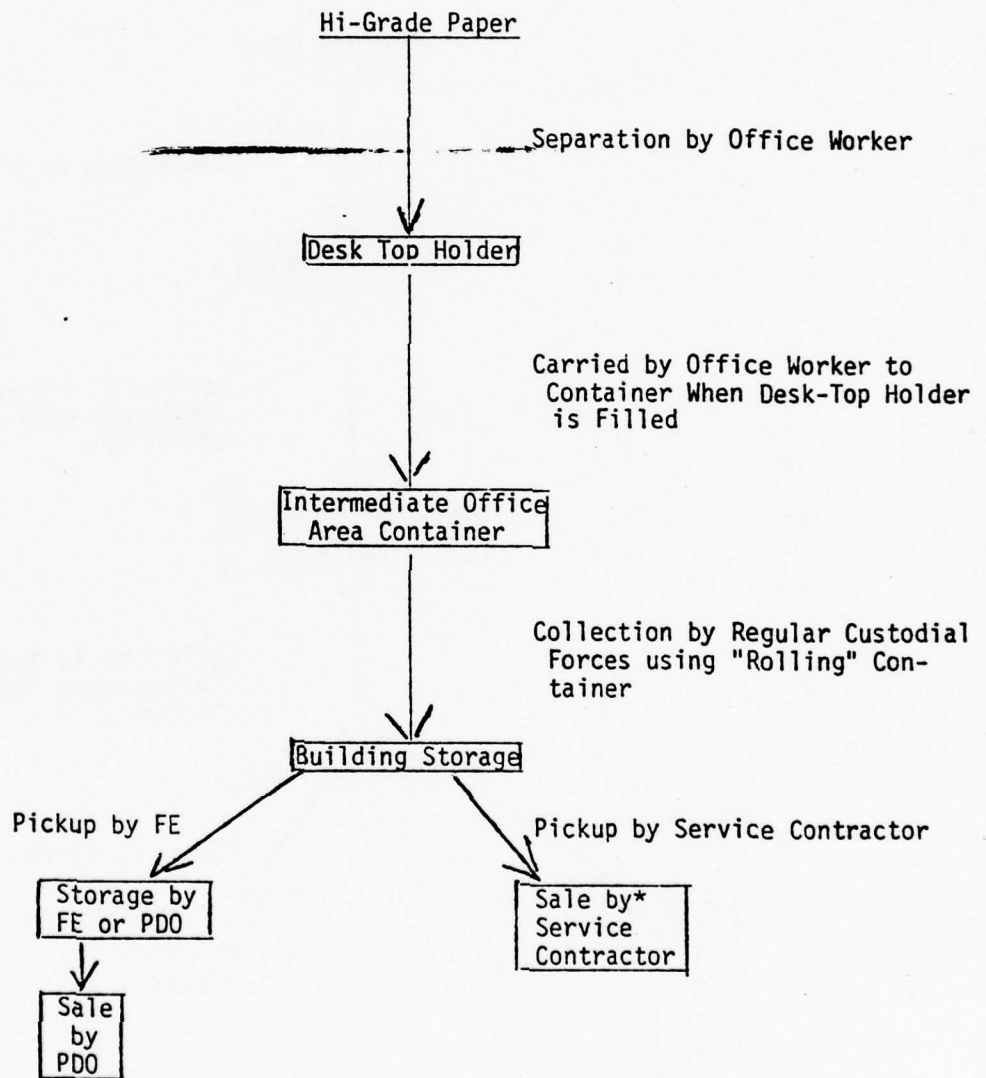 Hi-Grade Paper
Separation by Office Worker
Desk Top Holder
Carried by Office Worker to
Container When Desk-Top Holder
is Filled
Intermediate Office
Area Container
Collection by Regular Custodial
Forces using "Rolling" Con-
tainer
Building Storage
Pickup by FE
Pickup by Service Contractor
Storage by
FE or PDO
Sale by*
Service
Contractor
Sale
by
PDO